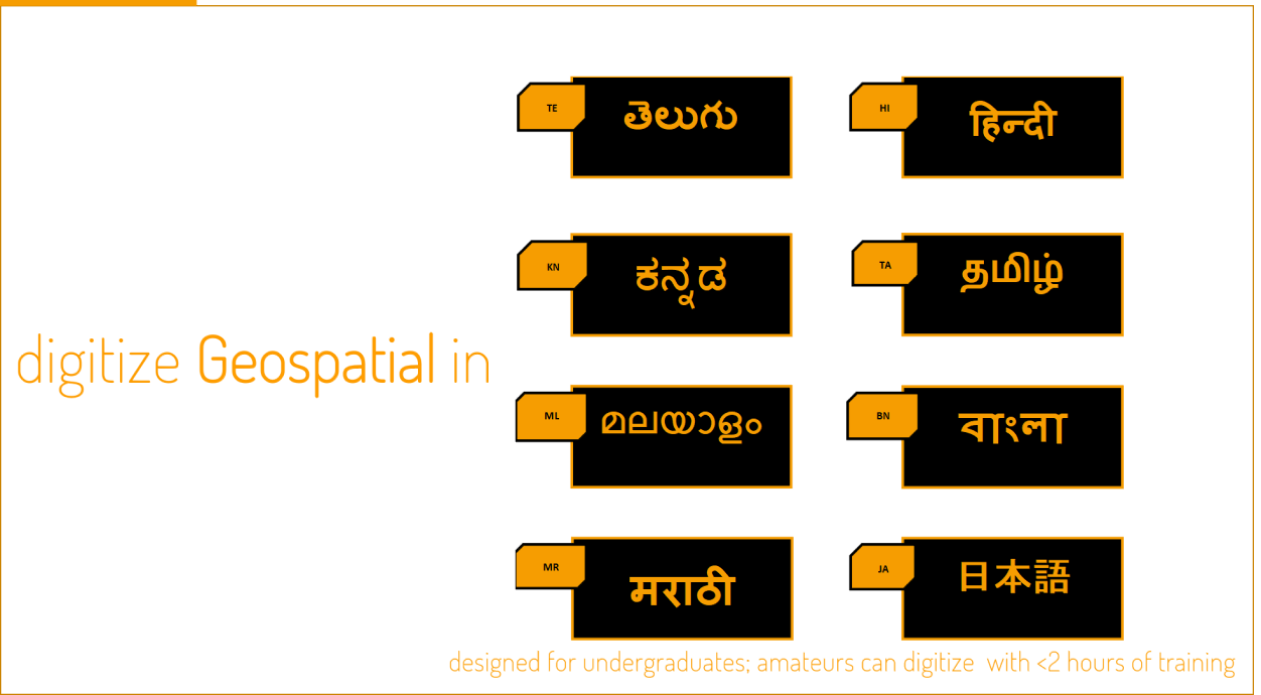 digitize Geospatial in
TE
తెలుగు
HI
हिन्दी
KN
ಕನ್ನಡ
TA
தமிழ்
ML
മലയാളം
BN
বাংলা
MR
मराठी
JA
日本語
designed for undergraduates; amateurs can digitize with <2 hours of training